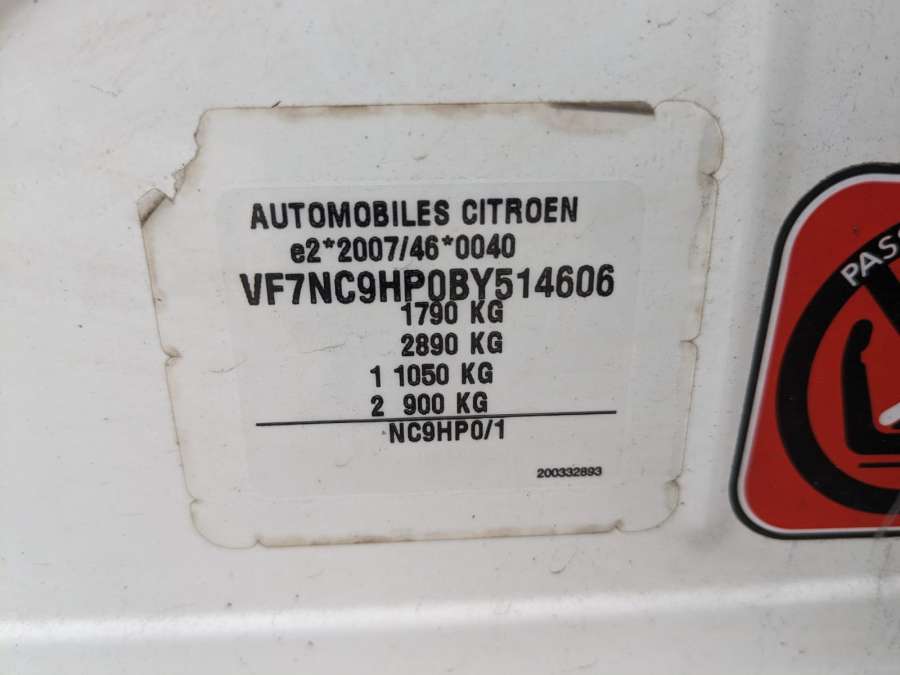 AUTOMOBILES CITROEN
e2*2007/46*0040
VF7NC9HP0BY514606
1790 KG
2890 KG
1 1050 KG
2 900 KG
NC9HP0/1
200332893